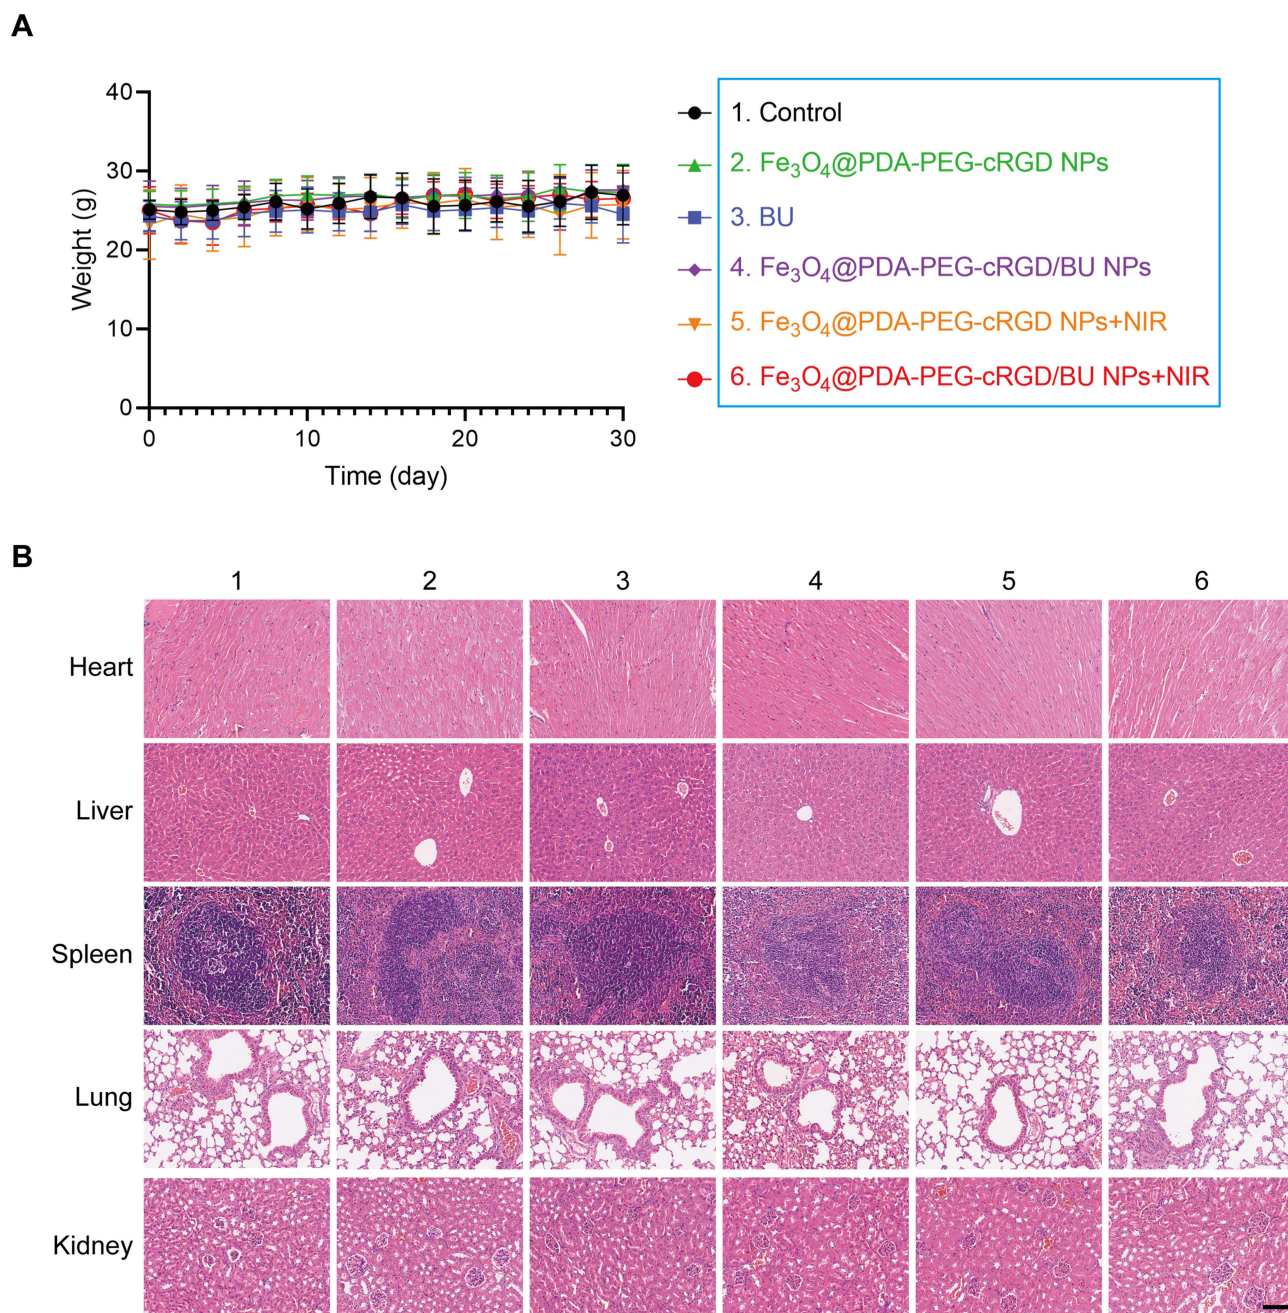 A
40
30
20
10
0
Weight (g)
0 10 20 30
Time (day)
1. Control
2. Fe₃O₄@PDA-PEG-cRGD NPs
3. BU
4. Fe₃O₄@PDA-PEG-cRGD/BU NPs
5. Fe₃O₄@PDA-PEG-cRGD NPs+NIR
6. Fe₃O₄@PDA-PEG-cRGD/BU NPs+NIR
B
1 2 3 4 5 6
Heart
Liver
Spleen
Lung
Kidney